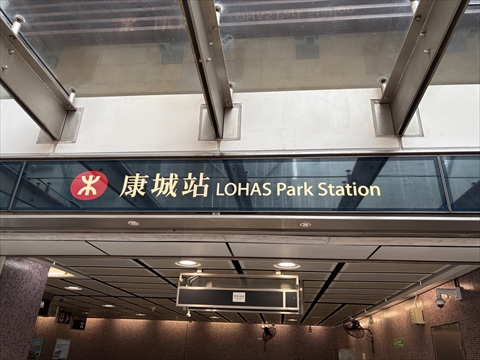 康城站 LOHAS Park Station